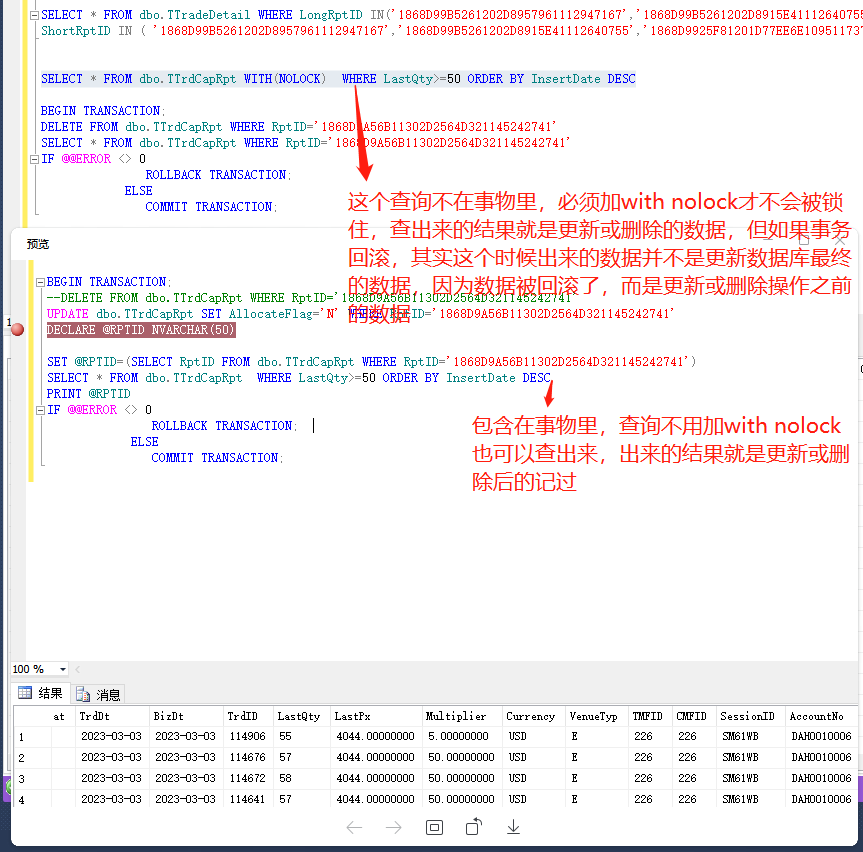 SELECT * FROM dbo.TTradeDetail WHERE LongRptID IN('1868D99B5261202D8957961112947167','1868D99B5261202D8915E41112640755
ShortRptID IN ( '1868D99B5261202D8957961112947167','1868D99B5261202D8915E41112640755','1868D9925F81201D77EE6E1095117
SELECT * FROM dbo.TTrdCapRpt WITH(NOLOCK)  WHERE LastQty>=50 ORDER BY InsertDate DESC
BEGIN TRANSACTION;
DELETE FROM dbo.TTrdCapRpt WHERE RptID='1868D9A56B11302D2564D321145242741'
SELECT * FROM dbo.TTrdCapRpt WHERE RptID='1868D9A56B11302D2564D321145242741'
IF @@ERROR <> 0
ROLLBACK TRANSACTION;
ELSE
COMMIT TRANSACTION;
这个查询不在事物里，必须加with nolock才不会被锁
住，查出来的结果就是更新或删除的数据，但如果事务
回滚，其实这个时候出来的数据并不是更新数据库最终
的数据，因为数据被回滚了，而是更新或删除操作之前
的数据
预览
BEGIN TRANSACTION;
--DELETE FROM dbo.TTrdCapRpt WHERE RptID='1868D9A56B11302D2564D321145242741'
UPDATE dbo.TTrdCapRpt SET AllocateFlag='N' WHERE RptID='1868D9A56B11302D2564D321145242741'
DECLARE @RPTID NVARCHAR(50)
SET @RPTID=(SELECT RptID FROM dbo.TTrdCapRpt WHERE RptID='1868D9A56B11302D2564D321145242741')
SELECT * FROM dbo.TTrdCapRpt  WHERE LastQty>=50 ORDER BY InsertDate DESC
PRINT @RPTID
IF @@ERROR <> 0
ROLLBACK TRANSACTION;
ELSE
COMMIT TRANSACTION;
包含在事物里，查询不用加with nolock
也可以查出来，出来的结果就是更新或删
除后的记过
100 %
结果 消息
at TrdDt BizDt TrdID LastQty LastPx Multiplier Currency VenueTyp TMFID CMFID SessionID AccountNo
1 2023-03-03 2023-03-03 114906 55 4044.00000000 5.00000000 USD E 226 226 SM61WB DAH0010006
2 2023-03-03 2023-03-03 114676 57 4044.00000000 50.00000000 USD E 226 226 SM61WB DAH0010006
3 2023-03-03 2023-03-03 114672 58 4044.00000000 50.00000000 USD E 226 226 SM61WB DAH0010006
4 2023-03-03 2023-03-03 114641 57 4044.00000000 50.00000000 USD E 226 226 SM61WB DAH0010006